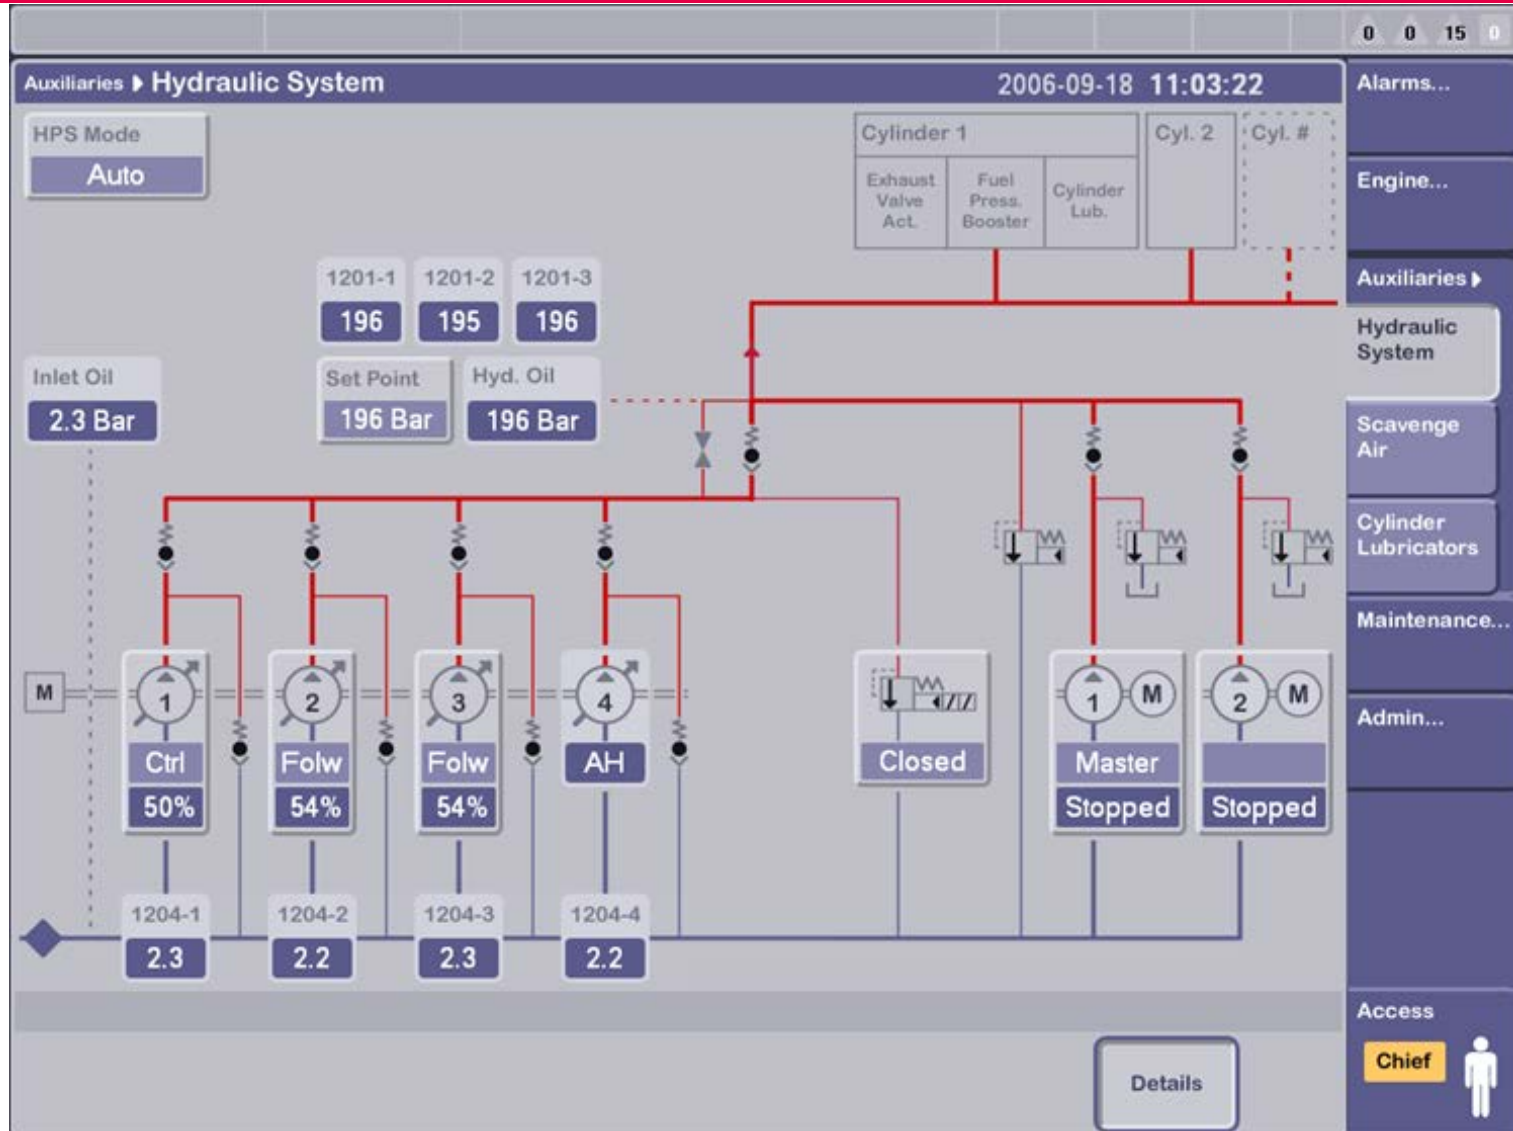 0 0 15 0
Auxiliaries Hydraulic System
2006-09-18 11:03:22
HPS Mode
Auto
Cylinder 1
Exhaust
Valve
Act.
Fuel
Press.
Booster
Cylinder
Lub.
Cyl. 2
Cyl. #
1201-1
196
1201-2
195
1201-3
196
Inlet Oil
2.3 Bar
Set Point
196 Bar
Hyd. Oil
196 Bar
M
1
Ctrl
50%
2
Folw
54%
3
Folw
54%
4
AH
Closed
1 M
Master
Stopped
2 M
Stopped
1204-1
2.3
1204-2
2.2
1204-3
2.3
1204-4
2.2
Details
Alarms...
Engine...
Auxiliaries
Hydraulic
System
Scavenge
Air
Cylinder
Lubricators
Maintenance...
Admin...
Access
Chief